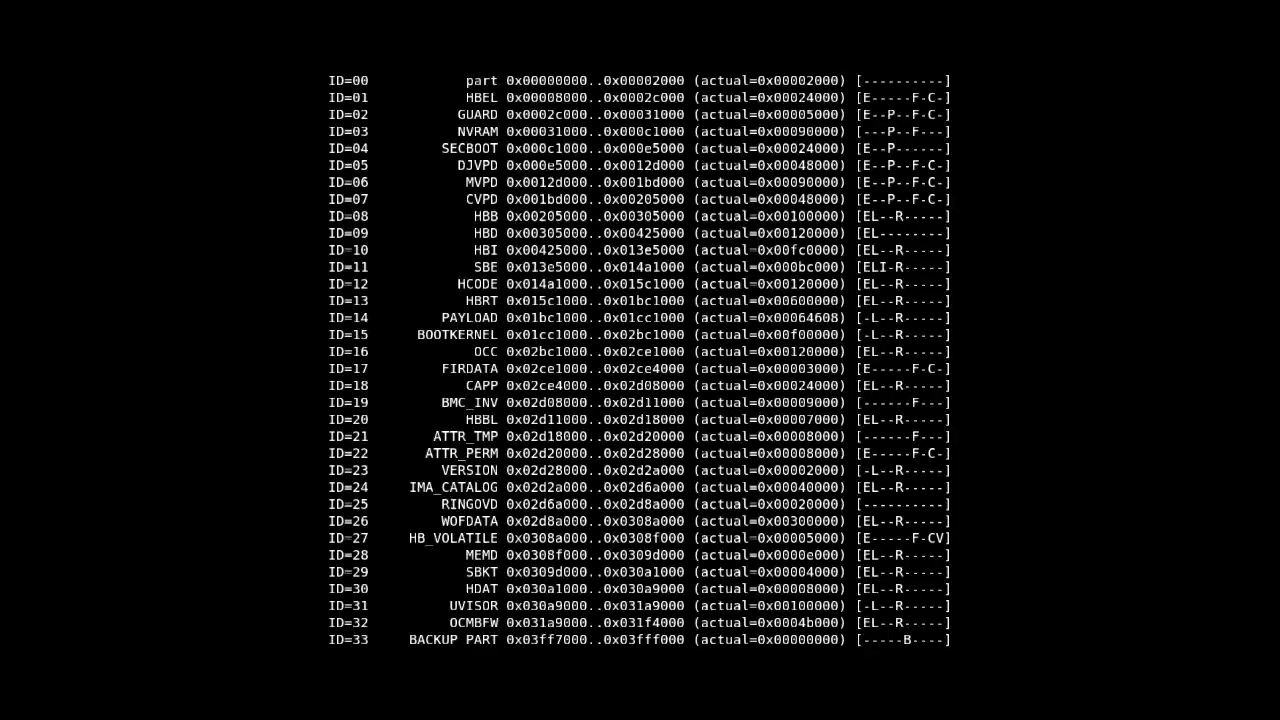 ID=00 part 0x00000000..0x00002000 (actual=0x00002000) [----------]
ID=01 HBEL 0x00008000..0x0002c000 (actual=0x00024000) [E-----F-C-]
ID=02 GUARD 0x0002c000..0x00031000 (actual=0x00005000) [E--P--F-C-]
ID=03 NVRAM 0x00031000..0x000c1000 (actual=0x00090000) [---P--F---]
ID=04 SECBOOT 0x000c1000..0x000e5000 (actual=0x00024000) [E--P------]
ID=05 DJVPD 0x000e5000..0x0012d000 (actual=0x00048000) [E--P--F-C-]
ID=06 MVPD 0x0012d000..0x001bd000 (actual=0x00090000) [E--P--F-C-]
ID=07 CVPD 0x001bd000..0x00205000 (actual=0x00048000) [E--P--F-C-]
ID=08 HBB 0x00205000..0x00305000 (actual=0x00100000) [EL--R-----]
ID=09 HBD 0x00305000..0x00425000 (actual=0x00120000) [EL--------]
ID=10 HBI 0x00425000..0x013e5000 (actual=0x00fc0000) [EL--R-----]
ID=11 SBE 0x013e5000..0x014a1000 (actual=0x000bc000) [ELI-R-----]
ID=12 HCODE 0x014a1000..0x015c1000 (actual=0x00120000) [EL--R-----]
ID=13 HBRT 0x015c1000..0x01bc1000 (actual=0x00600000) [EL--R-----]
ID=14 PAYLOAD 0x01bc1000..0x01cc1000 (actual=0x00064608) [-L--R-----]
ID=15 BOOTKERNEL 0x01cc1000..0x02bc1000 (actual=0x00f00000) [-L--R-----]
ID=16 OCC 0x02bc1000..0x02ce1000 (actual=0x00120000) [EL--R-----]
ID=17 FIRDATA 0x02ce1000..0x02ce4000 (actual=0x00003000) [E-----F-C-]
ID=18 CAPP 0x02ce4000..0x02d08000 (actual=0x00024000) [EL--R-----]
ID=19 BMC_INV 0x02d08000..0x02d11000 (actual=0x00009000) [------F---]
ID=20 HBBL 0x02d11000..0x02d18000 (actual=0x00007000) [EL--R-----]
ID=21 ATTR_TMP 0x02d18000..0x02d20000 (actual=0x00008000) [------F---]
ID=22 ATTR_PERM 0x02d20000..0x02d28000 (actual=0x00008000) [E-----F-C-]
ID=23 VERSION 0x02d28000..0x02d2a000 (actual=0x00002000) [-L--R-----]
ID=24 IMA_CATALOG 0x02d2a000..0x02d6a000 (actual=0x00040000) [EL--R-----]
ID=25 RINGOVD 0x02d6a000..0x02d8a000 (actual=0x00020000) [----------]
ID=26 WOFDATA 0x02d8a000..0x0308a000 (actual=0x00300000) [EL--R-----]
ID=27 HB_VOLATILE 0x0308a000..0x0308f000 (actual=0x00005000) [E-----F-CV]
ID=28 MEMD 0x0308f000..0x0309d000 (actual=0x0000e000) [EL--R-----]
ID=29 SBKT 0x0309d000..0x030a1000 (actual=0x00004000) [EL--R-----]
ID=30 HDAT 0x030a1000..0x030a9000 (actual=0x00008000) [EL--R-----]
ID=31 UVISOR 0x030a9000..0x031a9000 (actual=0x00100000) [-L--R-----]
ID=32 OCMBFW 0x031a9000..0x031f4000 (actual=0x0004b000) [EL--R-----]
ID=33 BACKUP_PART 0x03ff7000..0x03fff000 (actual=0x00000000) [-----B----]